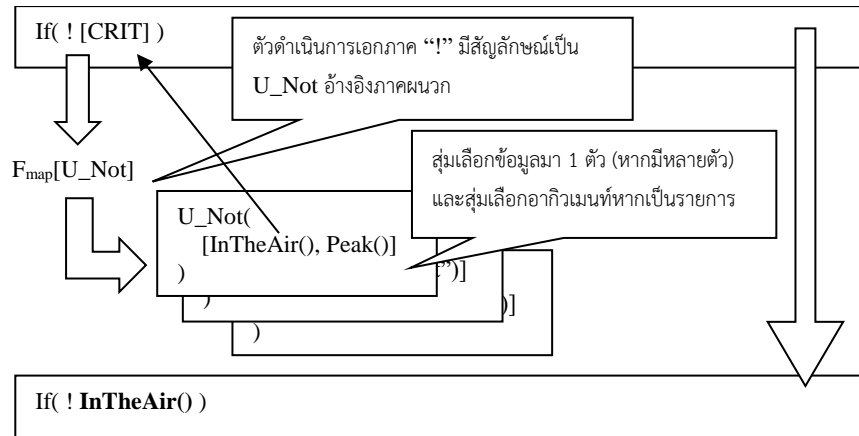 If( ! [CRIT] )
ตัวดำเนินการเอกภาค “!” มีสัญลักษณ์เป็น
U_Not อ้างอิงภาคผนวก
สุ่มเลือกข้อมูลมา 1 ตัว (หากมีหลายตัว)
และสุ่มเลือกอากิวเมนท์หากเป็นรายการ
Fmap[U_Not]
U_Not(
[InTheAir(), Peak()]
)
”)]
)
)]
)
If( ! InTheAir() )